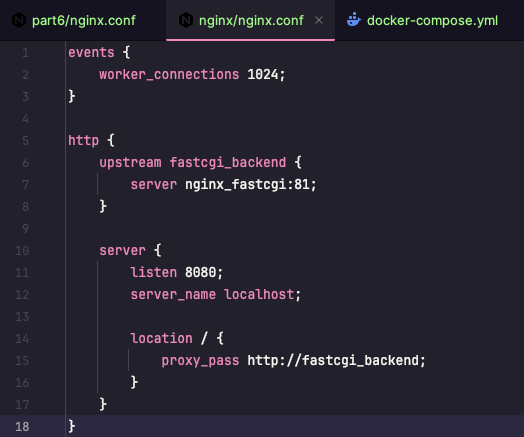 part6/nginx.conf nginx/nginx.conf × docker-compose.yml
1 events {
2     worker_connections 1024;
3 }
4
5 http {
6     upstream fastcgi_backend {
7         server nginx_fastcgi:81;
8     }
9
10     server {
11         listen 8080;
12         server_name localhost;
13
14         location / {
15             proxy_pass http://fastcgi_backend;
16         }
17     }
18 }